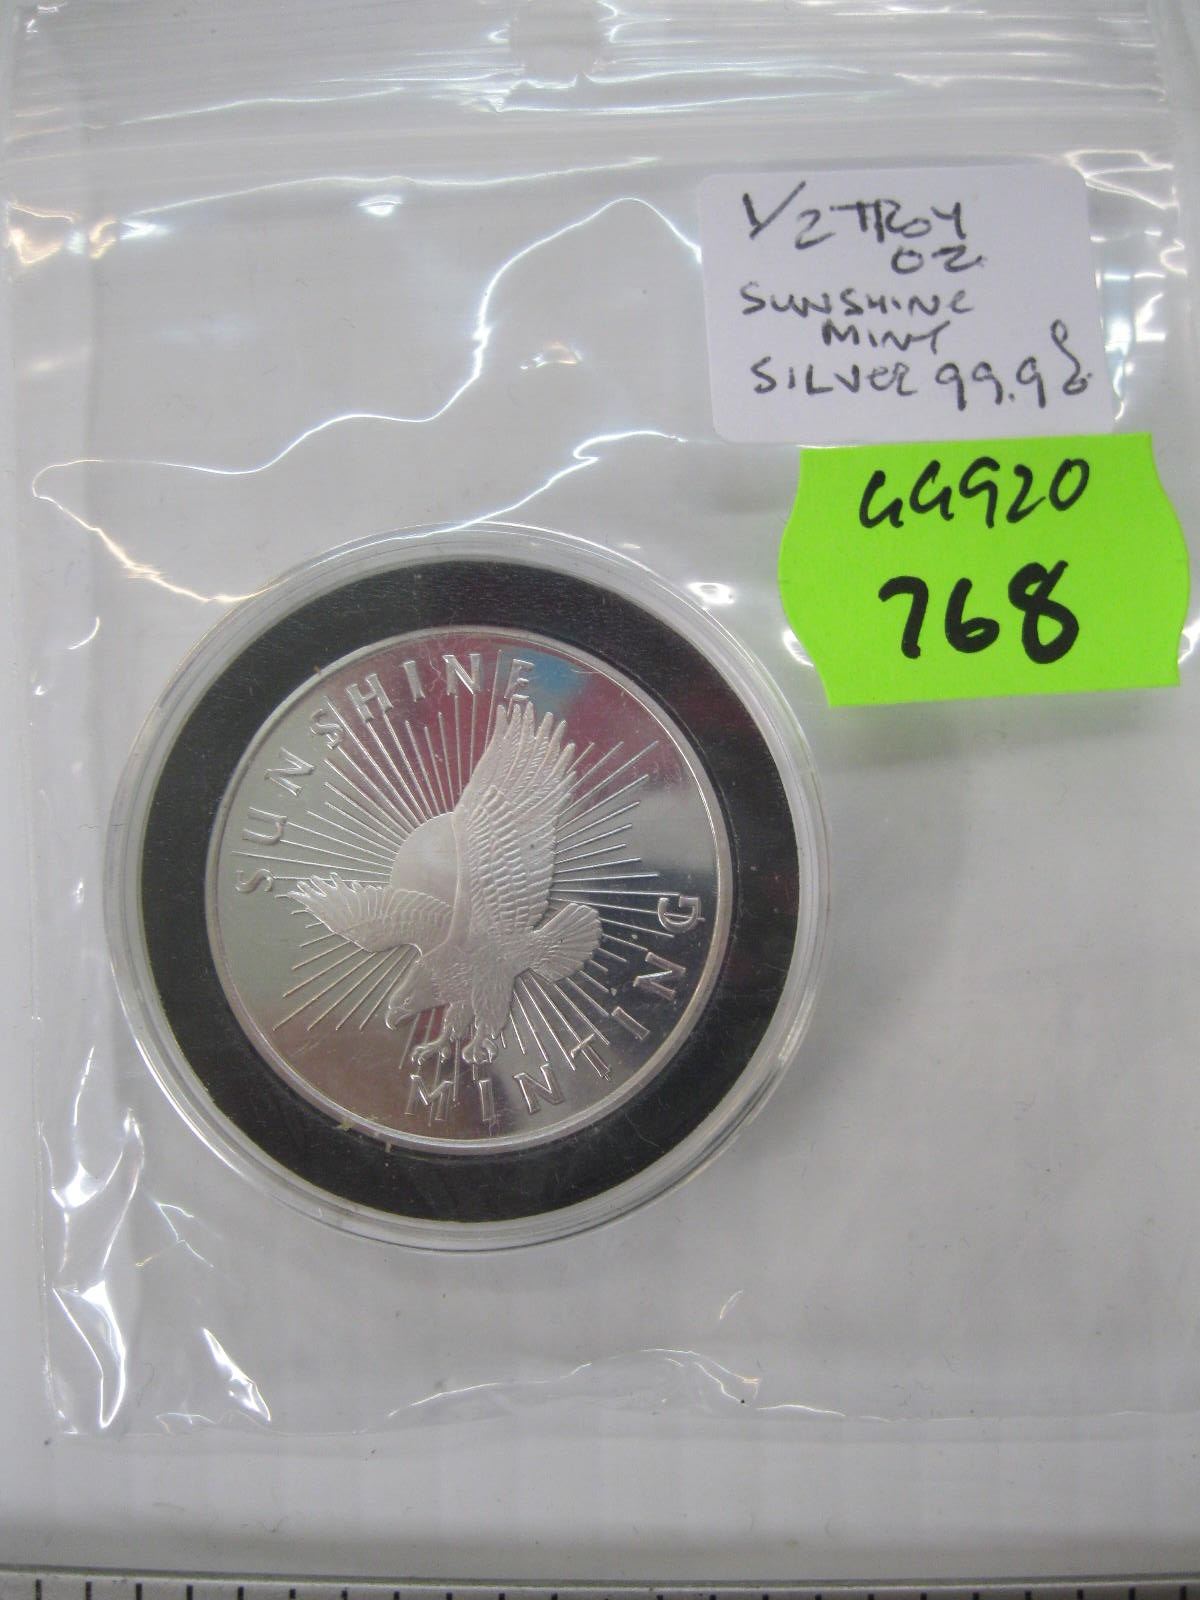 1/2 TROY
OZ
SUNSHINE
MINT
SILVER 99.9%
GG920
768
SUNSHINE
MINTING